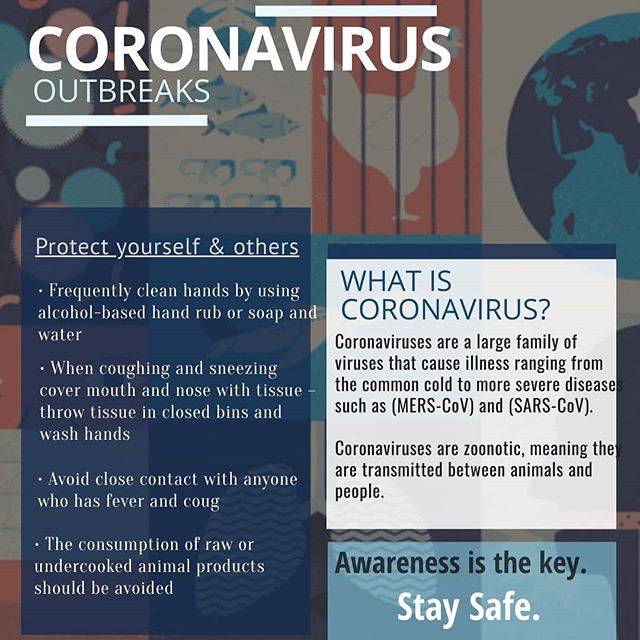 CORONAVIRUS
OUTBREAKS
Protect yourself & others
• Frequently clean hands by using
alcohol-based hand rub or soap and
water
• When coughing and sneezing
cover mouth and nose with tissue –
throw tissue in closed bins and
wash hands
• Avoid close contact with anyone
who has fever and coug
• The consumption of raw or
undercooked animal products
should be avoided
WHAT IS
CORONAVIRUS?
Coronaviruses are a large family of
viruses that cause illness ranging from
the common cold to more severe diseases
such as (MERS-CoV) and (SARS-CoV).
Coronaviruses are zoonotic, meaning they
are transmitted between animals and
people.
Awareness is the key.
Stay Safe.